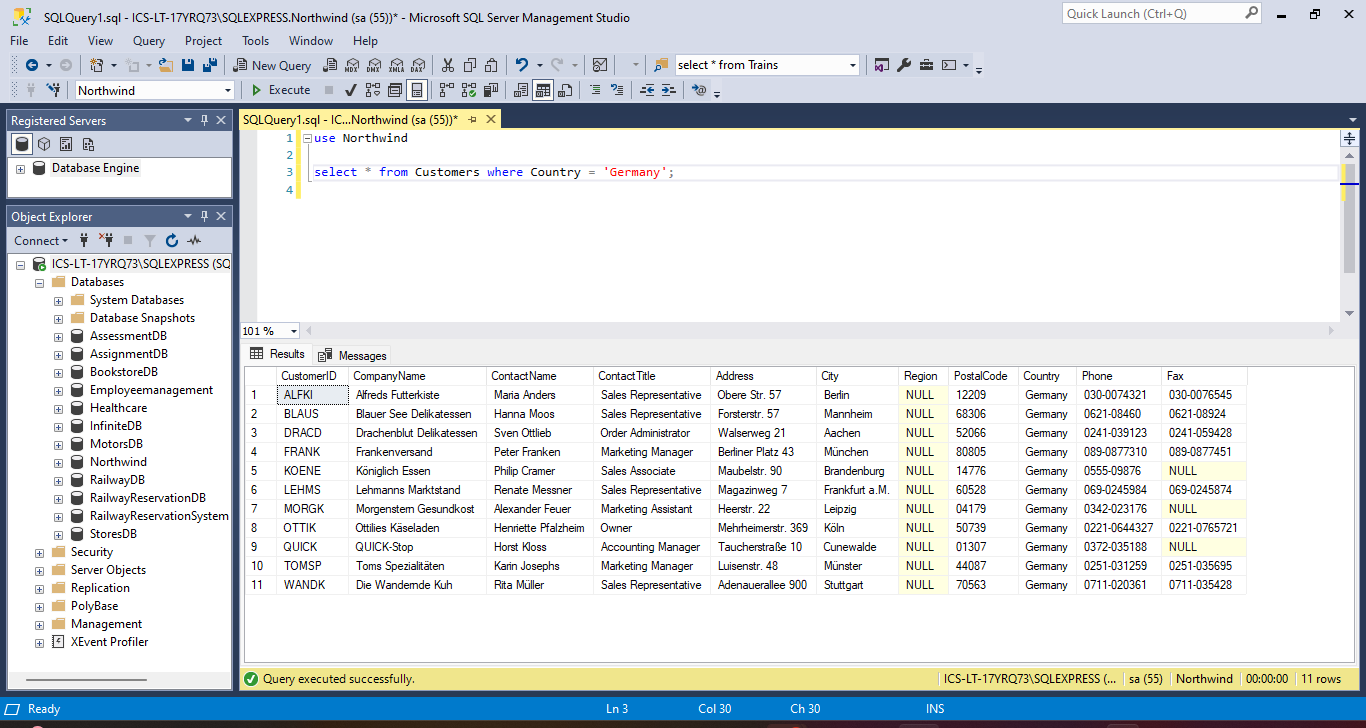 SQLQuery1.sql - ICS-LT-17YRQ73\SQLEXPRESS.Northwind (sa (55))* - Microsoft SQL Server Management Studio
Quick Launch (Ctrl+Q)
File Edit View Query Project Tools Window Help
New Query MDX DMX XMLA DAX select * from Trains
Northwind Execute
Registered Servers
Database Engine
Object Explorer
Connect
ICS-LT-17YRQ73\SQLEXPRESS (SQ
Databases
System Databases
Database Snapshots
AssessmentDB
AssignmentDB
BookstoreDB
Employeemanagement
Healthcare
InfiniteDB
MotorsDB
Northwind
RailwayDB
RailwayReservationDB
RailwayReservationSystem
StoresDB
Security
Server Objects
Replication
PolyBase
Management
XEvent Profiler
SQLQuery1.sql - IC...Northwind (sa (55))*
1 use Northwind
2
3 select * from Customers where Country = 'Germany';
4
101 %
Results Messages
CustomerID CompanyName ContactName ContactTitle Address City Region PostalCode Country Phone Fax
1 ALFKI Alfreds Futterkiste Maria Anders Sales Representative Obere Str. 57 Berlin NULL 12209 Germany 030-0074321 030-0076545
2 BLAUS Blauer See Delikatessen Hanna Moos Sales Representative Forsterstr. 57 Mannheim NULL 68306 Germany 0621-08460 0621-08924
3 DRACD Drachenblut Delikatessen Sven Ottlieb Order Administrator Walserweg 21 Aachen NULL 52066 Germany 0241-039123 0241-059428
4 FRANK Frankenversand Peter Franken Marketing Manager Berliner Platz 43 München NULL 80805 Germany 089-0877310 089-0877451
5 KOENE Königlich Essen Philip Cramer Sales Associate Maubelstr. 90 Brandenburg NULL 14776 Germany 0555-09876 NULL
6 LEHMS Lehmanns Marktstand Renate Messner Sales Representative Magazinweg 7 Frankfurt a.M. NULL 60528 Germany 069-0245984 069-0245874
7 MORGK Morgenstern Gesundkost Alexander Feuer Marketing Assistant Heerstr. 22 Leipzig NULL 04179 Germany 0342-023176 NULL
8 OTTIK Ottilies Käseladen Henriette Pfalzheim Owner Mehrheimerstr. 369 Köln NULL 50739 Germany 0221-0644327 0221-0765721
9 QUICK QUICK-Stop Horst Kloss Accounting Manager Taucherstraße 10 Cunewalde NULL 01307 Germany 0372-035188 NULL
10 TOMSP Toms Spezialitäten Karin Josephs Marketing Manager Luisenstr. 48 Münster NULL 44087 Germany 0251-031259 0251-035695
11 WANDK Die Wandernde Kuh Rita Müller Sales Representative Adenauerallee 900 Stuttgart NULL 70563 Germany 0711-020361 0711-035428
Query executed successfully. ICS-LT-17YRQ73\SQLEXPRESS (... sa (55) Northwind 00:00:00 11 rows
Ready Ln 3 Col 30 Ch 30 INS